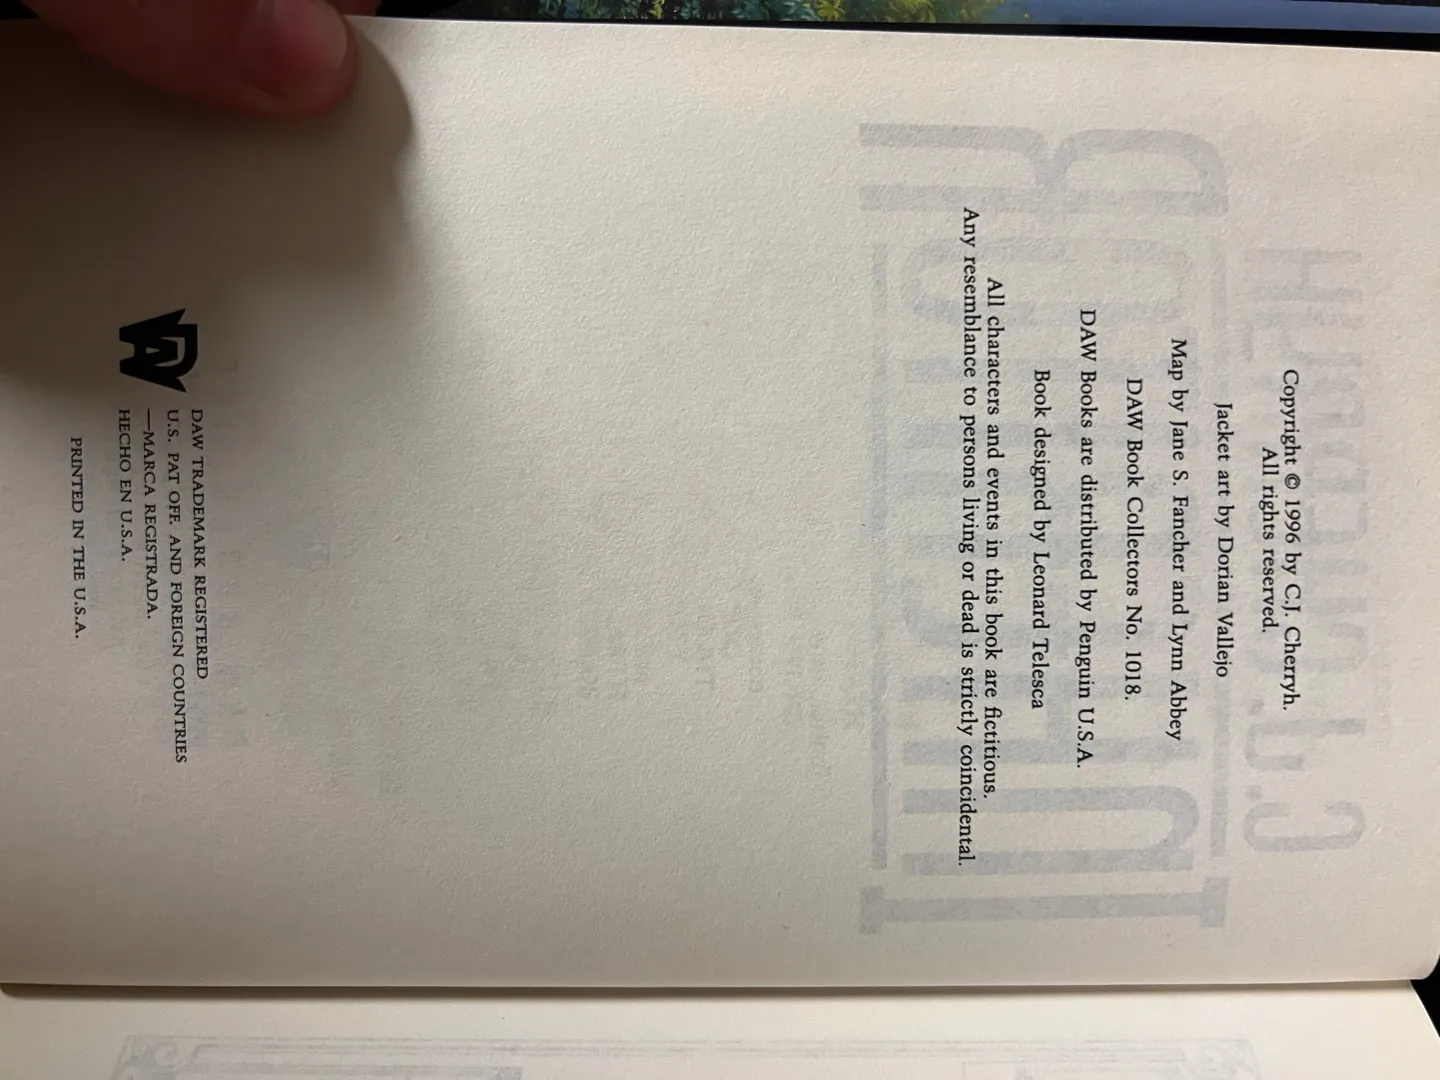 Copyright © 1996 by C.J. Cherryh.
All rights reserved.
Jacket art by Dorian Vallejo
Map by Jane S. Fancher and Lynn Abbey
DAW Book Collectors No. 1018.
DAW Books are distributed by Penguin U.S.A.
Book designed by Leonard Telesca
All characters and events in this book are fictitious.
Any resemblance to persons living or dead is strictly coincidental.
DAW
DAW TRADEMARK REGISTERED
U.S. PAT OFF. AND FOREIGN COUNTRIES
—MARCA REGISTRADA.
HECHO EN U.S.A.
PRINTED IN THE U.S.A.